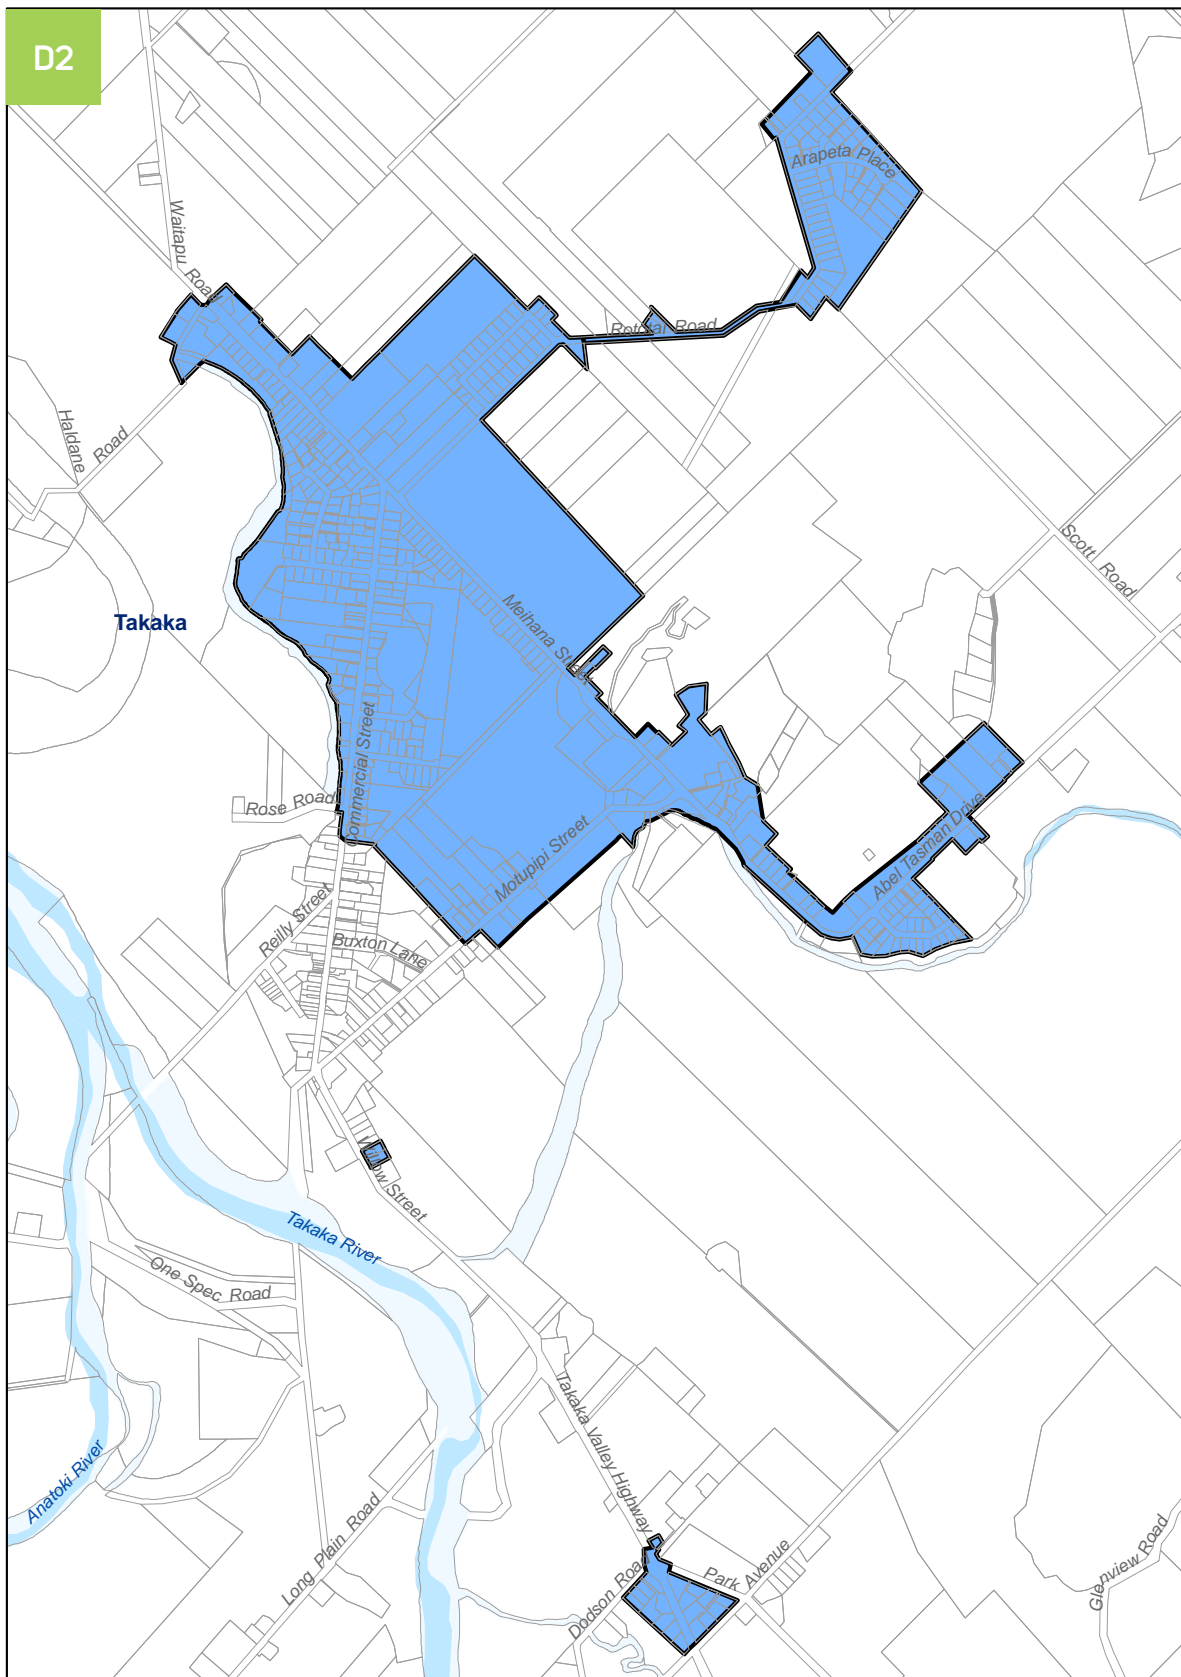 D2
Arapeta Place
Waitapu Road
Rototai Road
Haldane
Road
Scott Road
Meihana Street
Takaka
Commercial Street
Rose Road
Abel Tasman Drive
Motupipi Street
Reilly Street
Buxton Lane
Willow Street
Takaka River
One Spec Road
Takaka Valley Highway
Anatoki River
Long Plain Road
Park Avenue
Dodson Road
Glenview Road